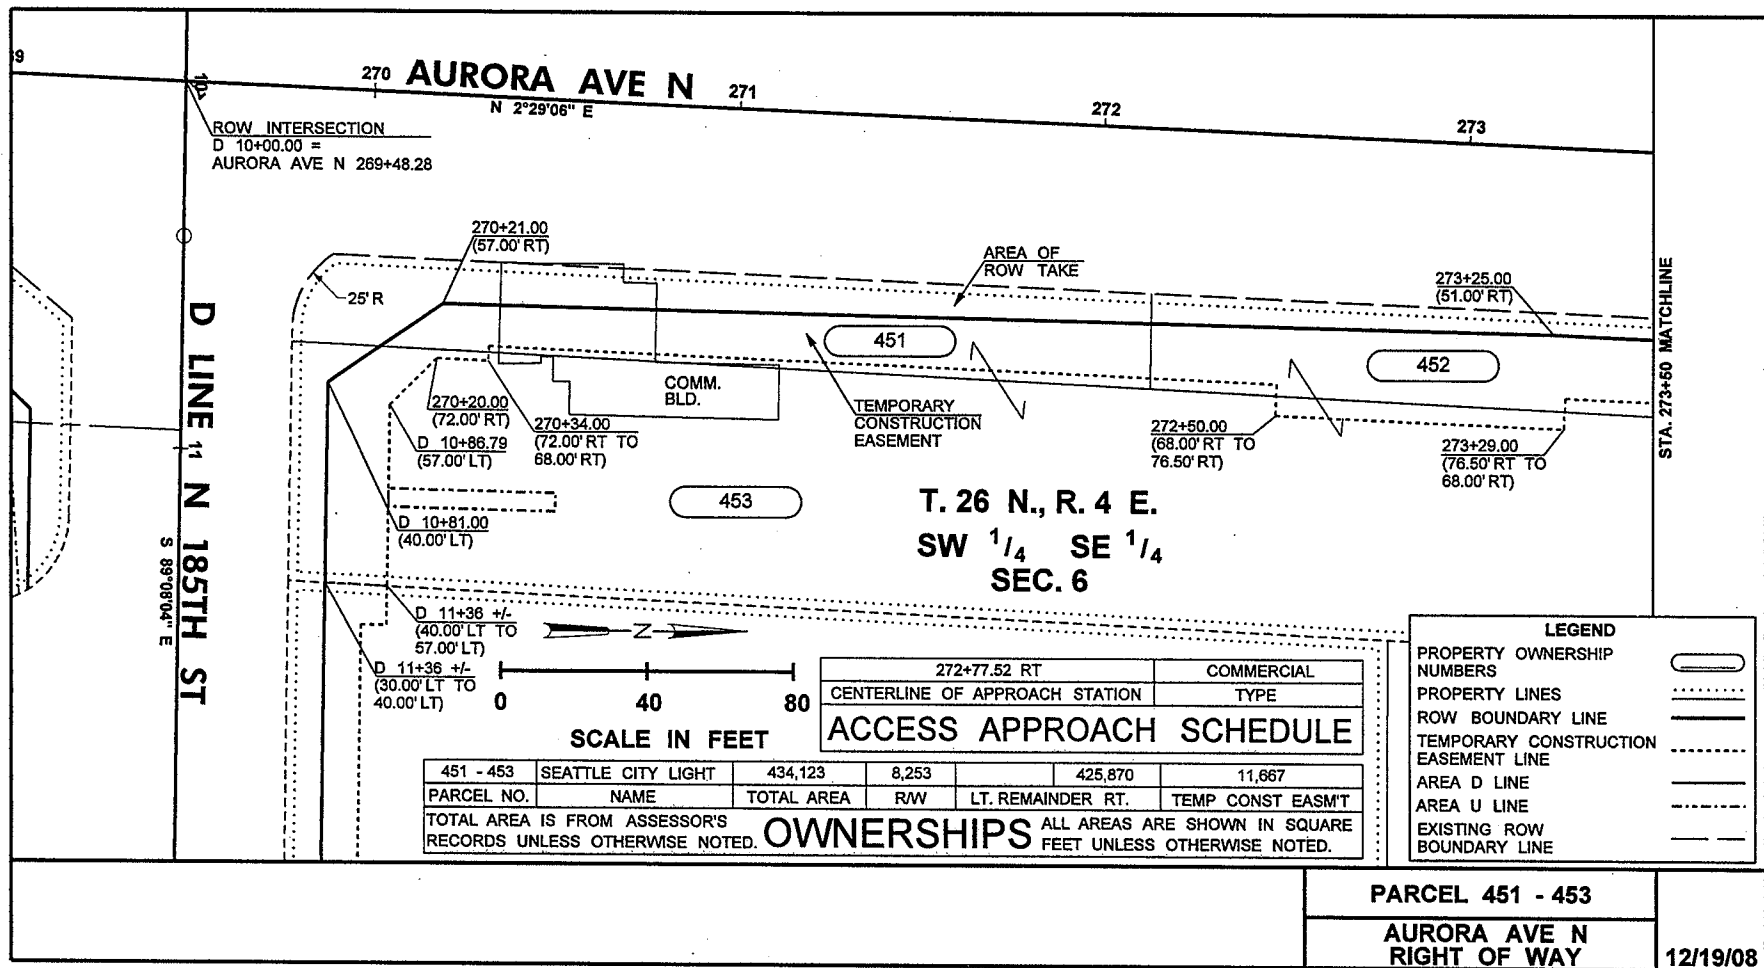 9
270
AURORA AVE N
N 2°29'06" E
271
272
273
ROW INTERSECTION
D 10+00.00 =
AURORA AVE N 269+48.28
270+21.00
(57.00' RT)
25' R
AREA OF
ROW TAKE
273+25.00
(51.00' RT)
STA. 273+50 MATCHLINE
D LINE N 185TH ST
11
S 89°08'04" E
451
452
COMM.
BLD.
270+20.00
(72.00' RT)
D 10+86.79
(57.00' LT)
270+34.00
(72.00' RT TO
68.00' RT)
TEMPORARY
CONSTRUCTION
EASEMENT
272+50.00
(68.00' RT TO
76.50' RT)
273+29.00
(76.50' RT TO
68.00' RT)
453
D 10+81.00
(40.00' LT)
T. 26 N., R. 4 E.
SW 1/4 SE 1/4
SEC. 6
D 11+36 +/-
(40.00' LT TO
57.00' LT)
D 11+36 +/-
(30.00' LT TO
40.00' LT)
N
0 40 80
SCALE IN FEET
272+77.52 RT COMMERCIAL
CENTERLINE OF APPROACH STATION TYPE
ACCESS APPROACH SCHEDULE
451 - 453 SEATTLE CITY LIGHT 434,123 8,253 425,870 11,667
PARCEL NO. NAME TOTAL AREA R/W LT. REMAINDER RT. TEMP CONST EASM'T
TOTAL AREA IS FROM ASSESSOR'S
RECORDS UNLESS OTHERWISE NOTED.
OWNERSHIPS
ALL AREAS ARE SHOWN IN SQUARE
FEET UNLESS OTHERWISE NOTED.
LEGEND
PROPERTY OWNERSHIP
NUMBERS
PROPERTY LINES
ROW BOUNDARY LINE
TEMPORARY CONSTRUCTION
EASEMENT LINE
AREA D LINE
AREA U LINE
EXISTING ROW
BOUNDARY LINE
PARCEL 451 - 453
AURORA AVE N
RIGHT OF WAY
12/19/08